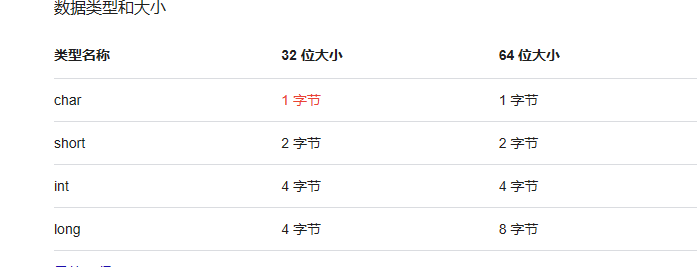 数据类型和大小
类型名称 32 位大小 64 位大小
char 1 字节 1 字节
short 2 字节 2 字节
int 4 字节 4 字节
long 4 字节 8 字节